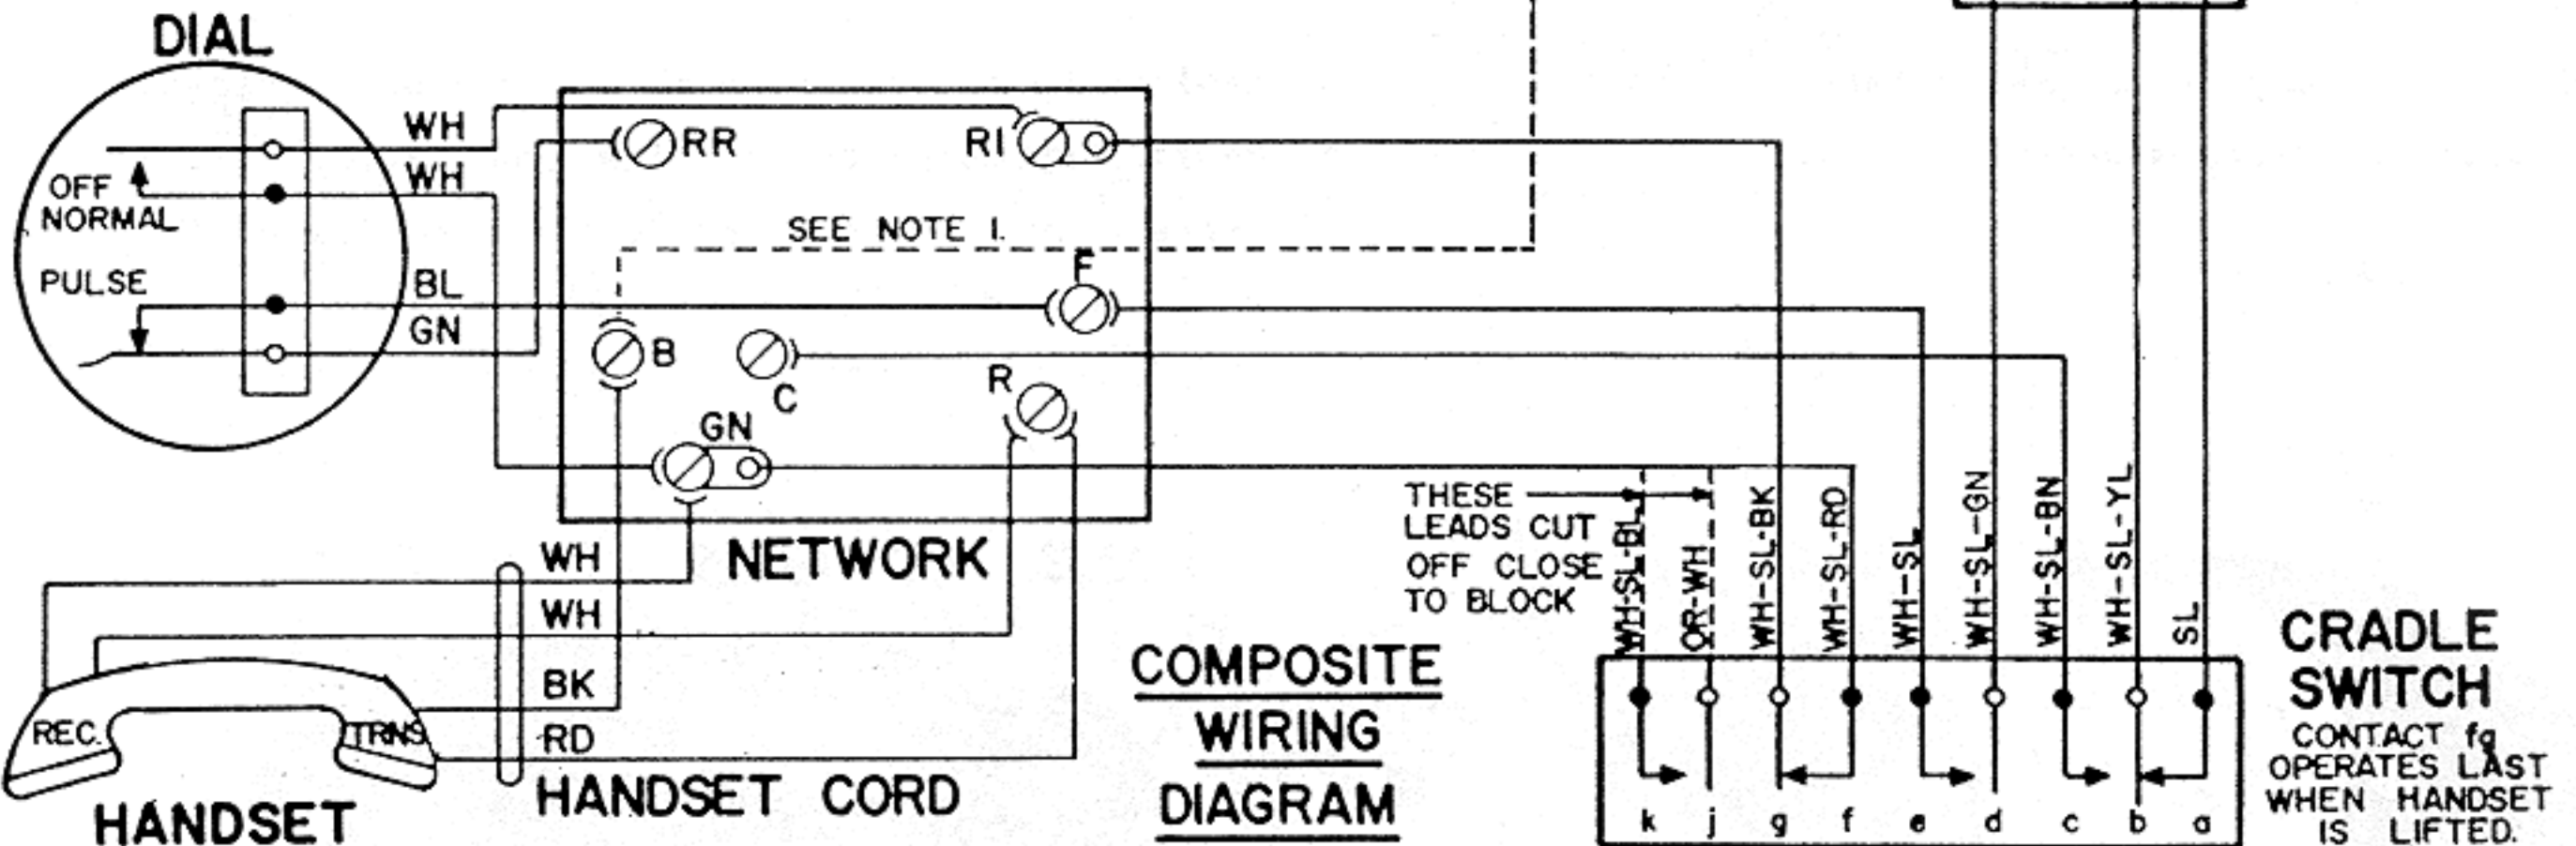 DIAL
WH
WH
OFF
NORMAL
PULSE
BL
GN
RR
RI
SEE NOTE 1.
F
B
C
R
GN
NETWORK
WH
WH
BK
RD
REC.
TRNS
HANDSET
HANDSET CORD
COMPOSITE
WIRING
DIAGRAM
THESE
LEADS CUT
OFF CLOSE
TO BLOCK
WH-SL-BL
OR-WH
WH-SL-BK
WH-SL-RD
WH-SL
WH-SL-GN
WH-SL-BN
WH-SL-YL
SL
k j g f e d c b a
CRADLE
SWITCH
CONTACT fg
OPERATES LAST
WHEN HANDSET
IS LIFTED.